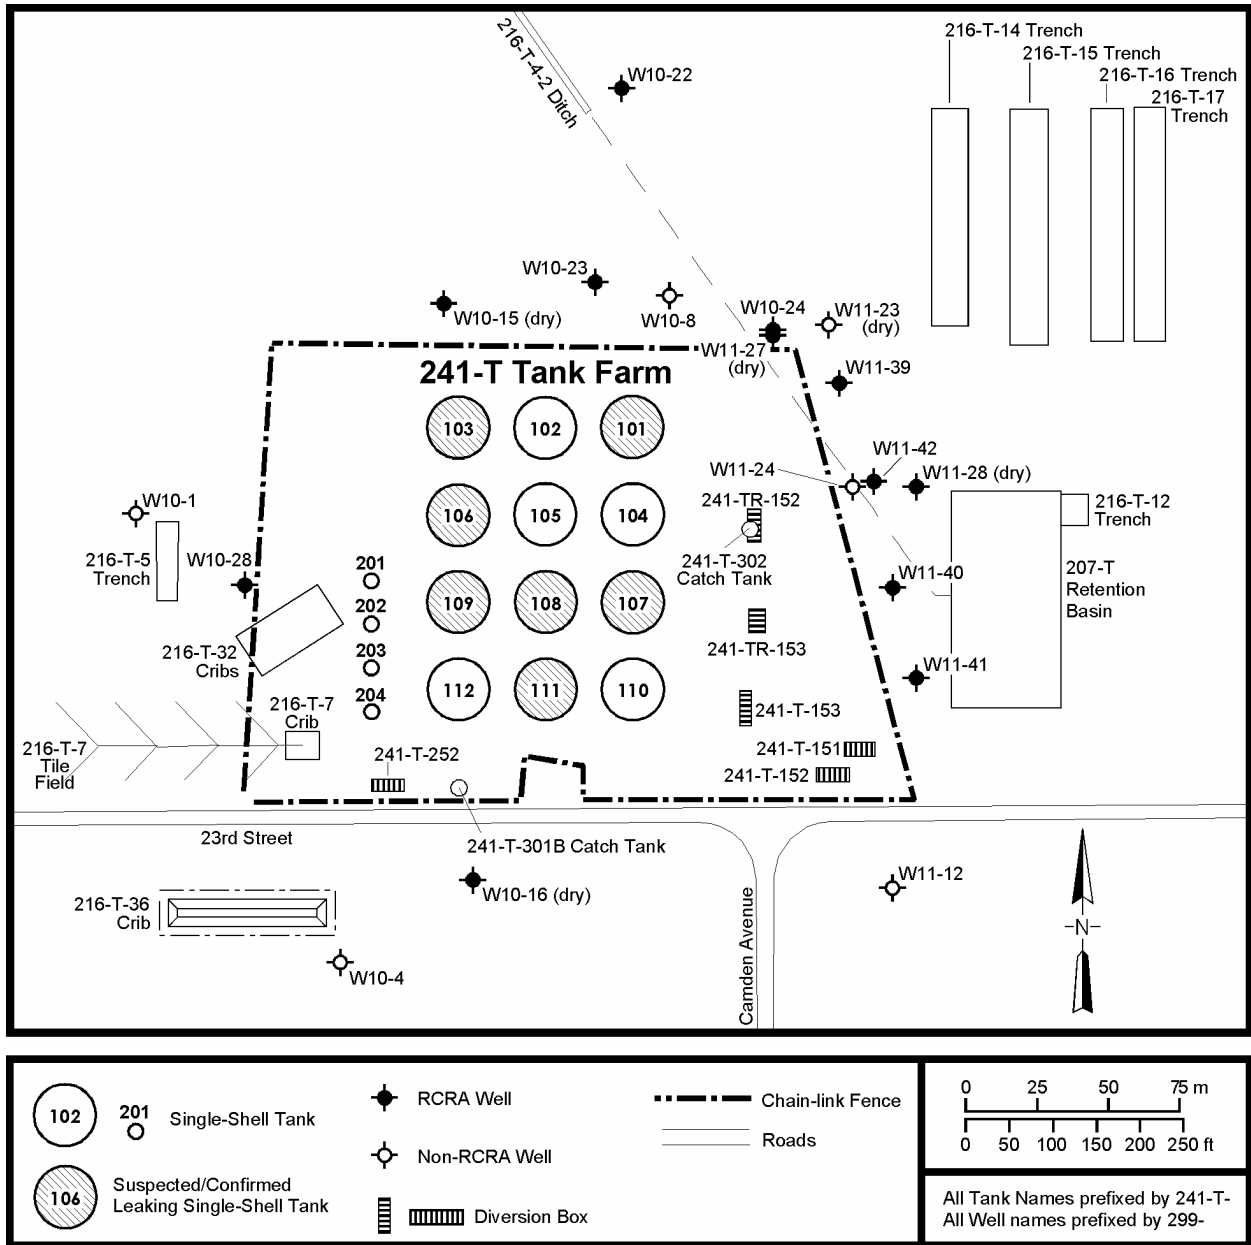 216-T-4-2 Ditch
W10-22
216-T-14 Trench
216-T-15 Trench
216-T-16 Trench
216-T-17
Trench
W10-23
W10-15 (dry)
W10-8
W10-24
W11-23
(dry)
W11-27
(dry)
W11-39
241-T Tank Farm
103
102
101
W11-42
W11-24
W11-28 (dry)
W10-1
106
105
104
241-TR-152
216-T-12
Trench
216-T-5
Trench
W10-28
201
241-T-302
Catch Tank
W11-40
207-T
Retention
Basin
202
109
108
107
216-T-32
Cribs
203
241-TR-153
W11-41
204
112
111
110
216-T-7
Crib
241-T-153
216-T-7
Tile
Field
241-T-252
241-T-151
241-T-152
23rd Street
241-T-301B Catch Tank
W10-16 (dry)
W11-12
216-T-36
Crib
Camden Avenue
-N-
W10-4
102
201
Single-Shell Tank
106
Suspected/Confirmed
Leaking Single-Shell Tank
RCRA Well
Non-RCRA Well
Diversion Box
Chain-link Fence
Roads
0 25 50 75 m
0 50 100 150 200 250 ft
All Tank Names prefixed by 241-T-
All Well names prefixed by 299-